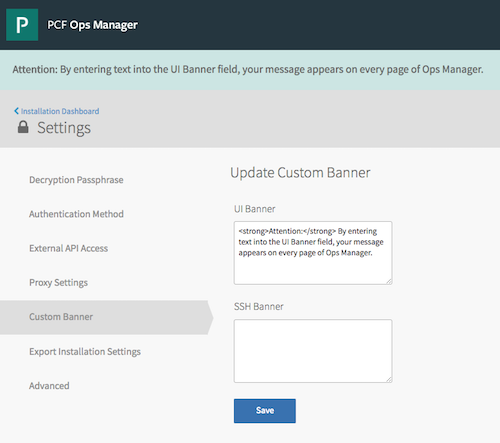 P PCF Ops Manager
Attention: By entering text into the UI Banner field, your message appears on every page of Ops Manager.
Installation Dashboard
Settings
Decryption Passphrase
Authentication Method
External API Access
Proxy Settings
Custom Banner
Export Installation Settings
Advanced
Update Custom Banner
UI Banner
<strong>Attention:</strong> By entering
text into the UI Banner field, your message
appears on every page of Ops Manager.
SSH Banner
Save